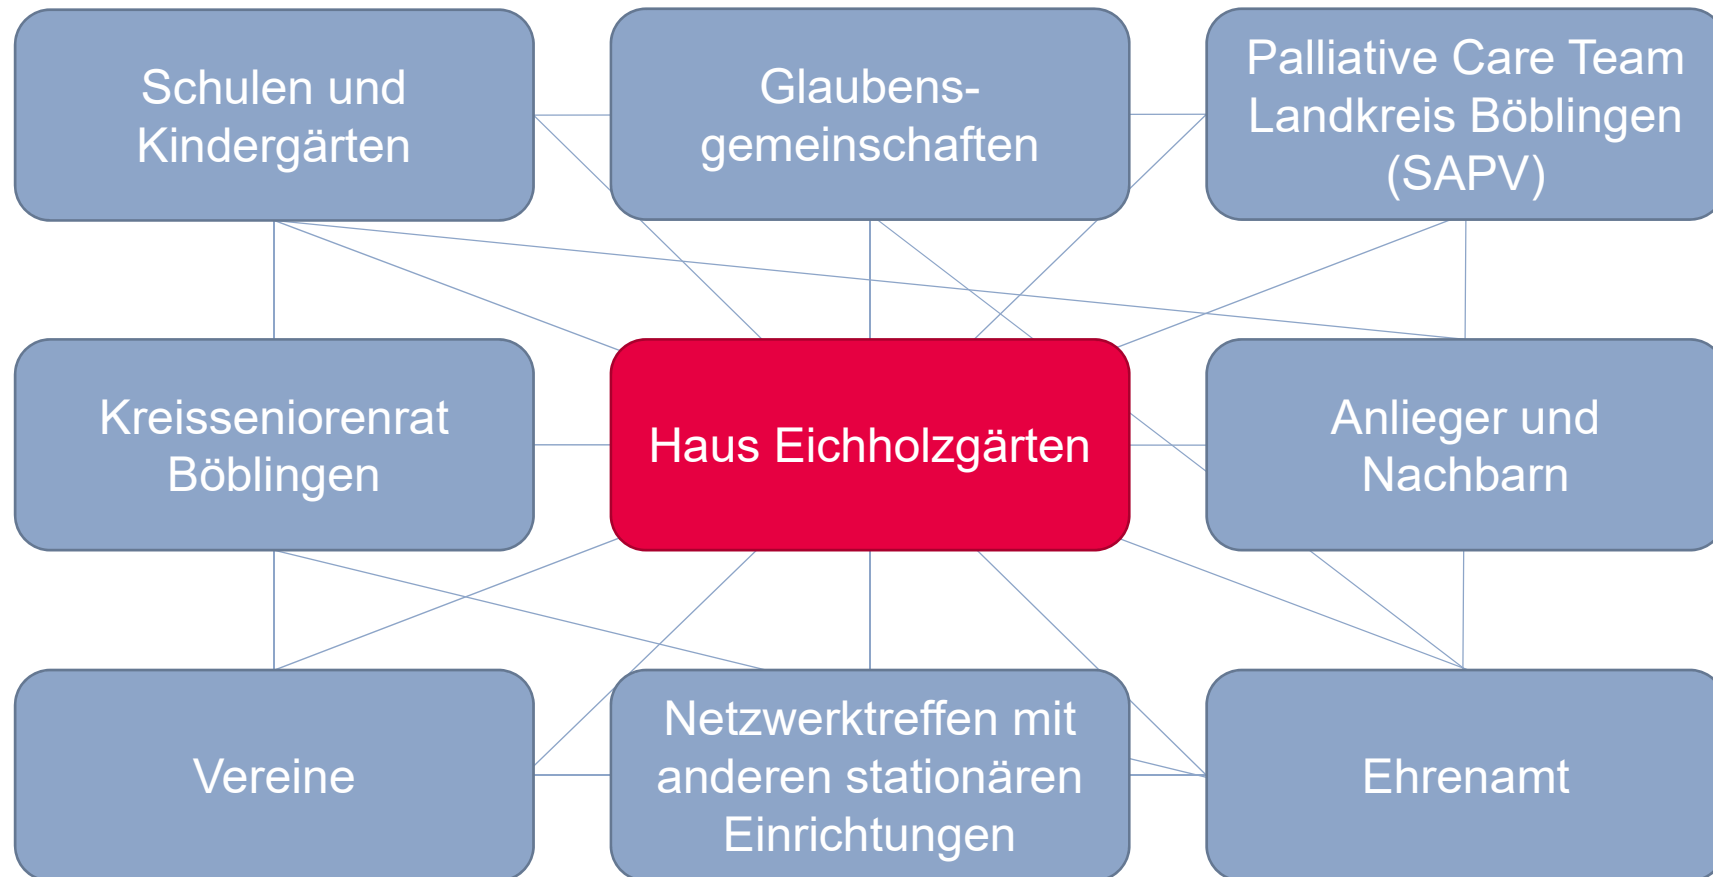 Schulen und
Kindergärten
Glaubens-
gemeinschaften
Palliative Care Team
Landkreis Böblingen
(SAPV)
Kreisseniorenrat
Böblingen
Haus Eichholzgärten
Anlieger und
Nachbarn
Vereine
Netzwerktreffen mit
anderen stationären
Einrichtungen
Ehrenamt